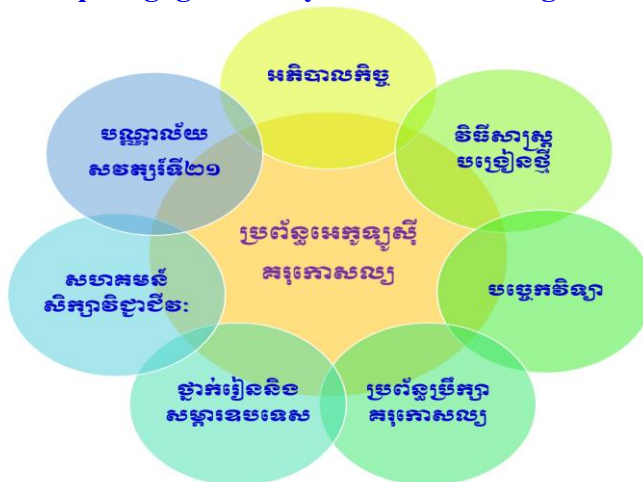 អភិបាលកិច្ច
វិធីសាស្ត្រ
បង្រៀនថ្មី
បច្ចេកវិទ្យា
ប្រព័ន្ធប្រឹក្សា
គរុកោសល្យ
ថ្នាក់រៀននិង
សម្ភារឧបទេស
សហគមន៍
សិក្សាវិជ្ជាជីវៈ
បណ្ណាល័យ
សវត្សរ៍ទី២១
ប្រព័ន្ធអេកូឡូស៊ី
គរុកោសល្យ